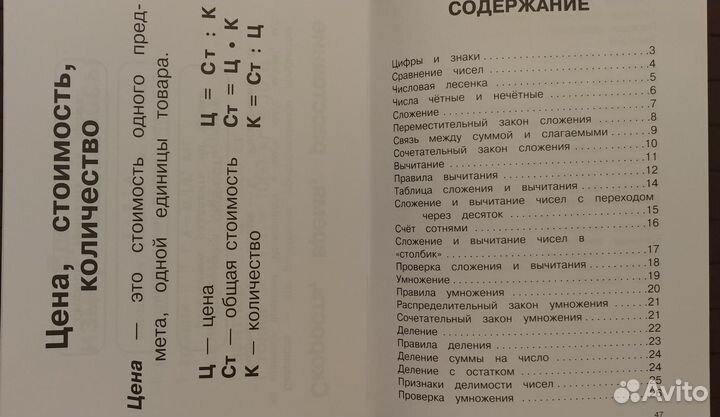 Цена, стоимость,
количество
Цена — это стоимость одного пред-
мета, одной единицы товара.
Ц — цена Ц = Ст : К
Ст — общая стоимость Ст = Ц • К
К — количество К = Ст : Ц
СОДЕРЖАНИЕ
Цифры и знаки 3
Сравнение чисел 4
Числовая лесенка 5
Числа чётные и нечётные 6
Сложение 7
Переместительный закон сложения 8
Связь между суммой и слагаемыми 9
Сочетательный закон сложения 10
Вычитание 11
Правила вычитания 12
Таблица сложения и вычитания 14
Сложение и вычитание чисел с переходом
через десяток 15
Счёт сотнями 16
Сложение и вычитание чисел в
«столбик» 17
Проверка сложения и вычитания 18
Умножение 19
Правила умножения 20
Распределительный закон умножения 21
Сочетательный закон умножения 21
Деление 22
Правила деления 23
Деление суммы на число 24
Деление с остатком 24
Признаки делимости чисел 25
Проверка умножения
47
Avito